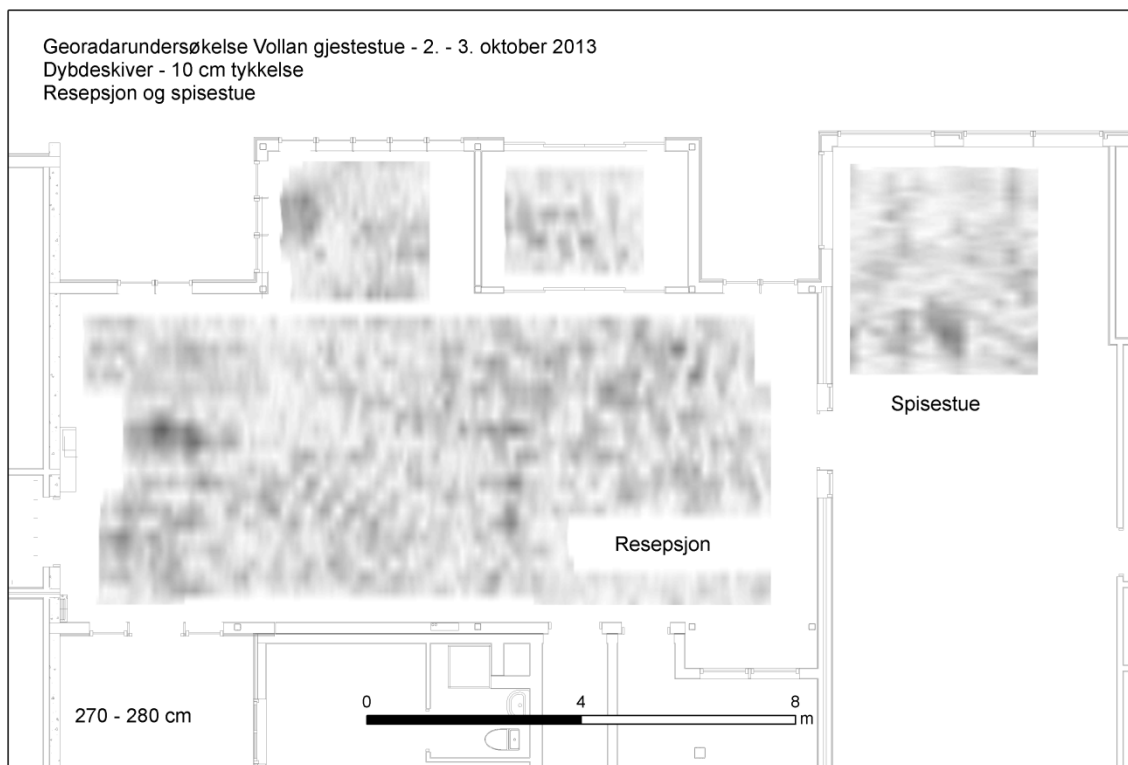 Georadarundersøkelse Vollan gjestestue - 2. - 3. oktober 2013
Dybdeskiver - 10 cm tykkelse
Resepsjon og spisestue
Spisestue
Resepsjon
270 - 280 cm
0 4 8
m